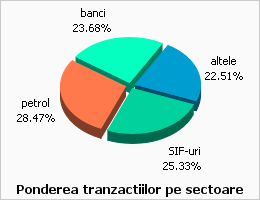 banci
23.68%
altele
22.51%
petrol
28.47%
SIF-uri
25.33%
Ponderea tranzactiilor pe sectoare